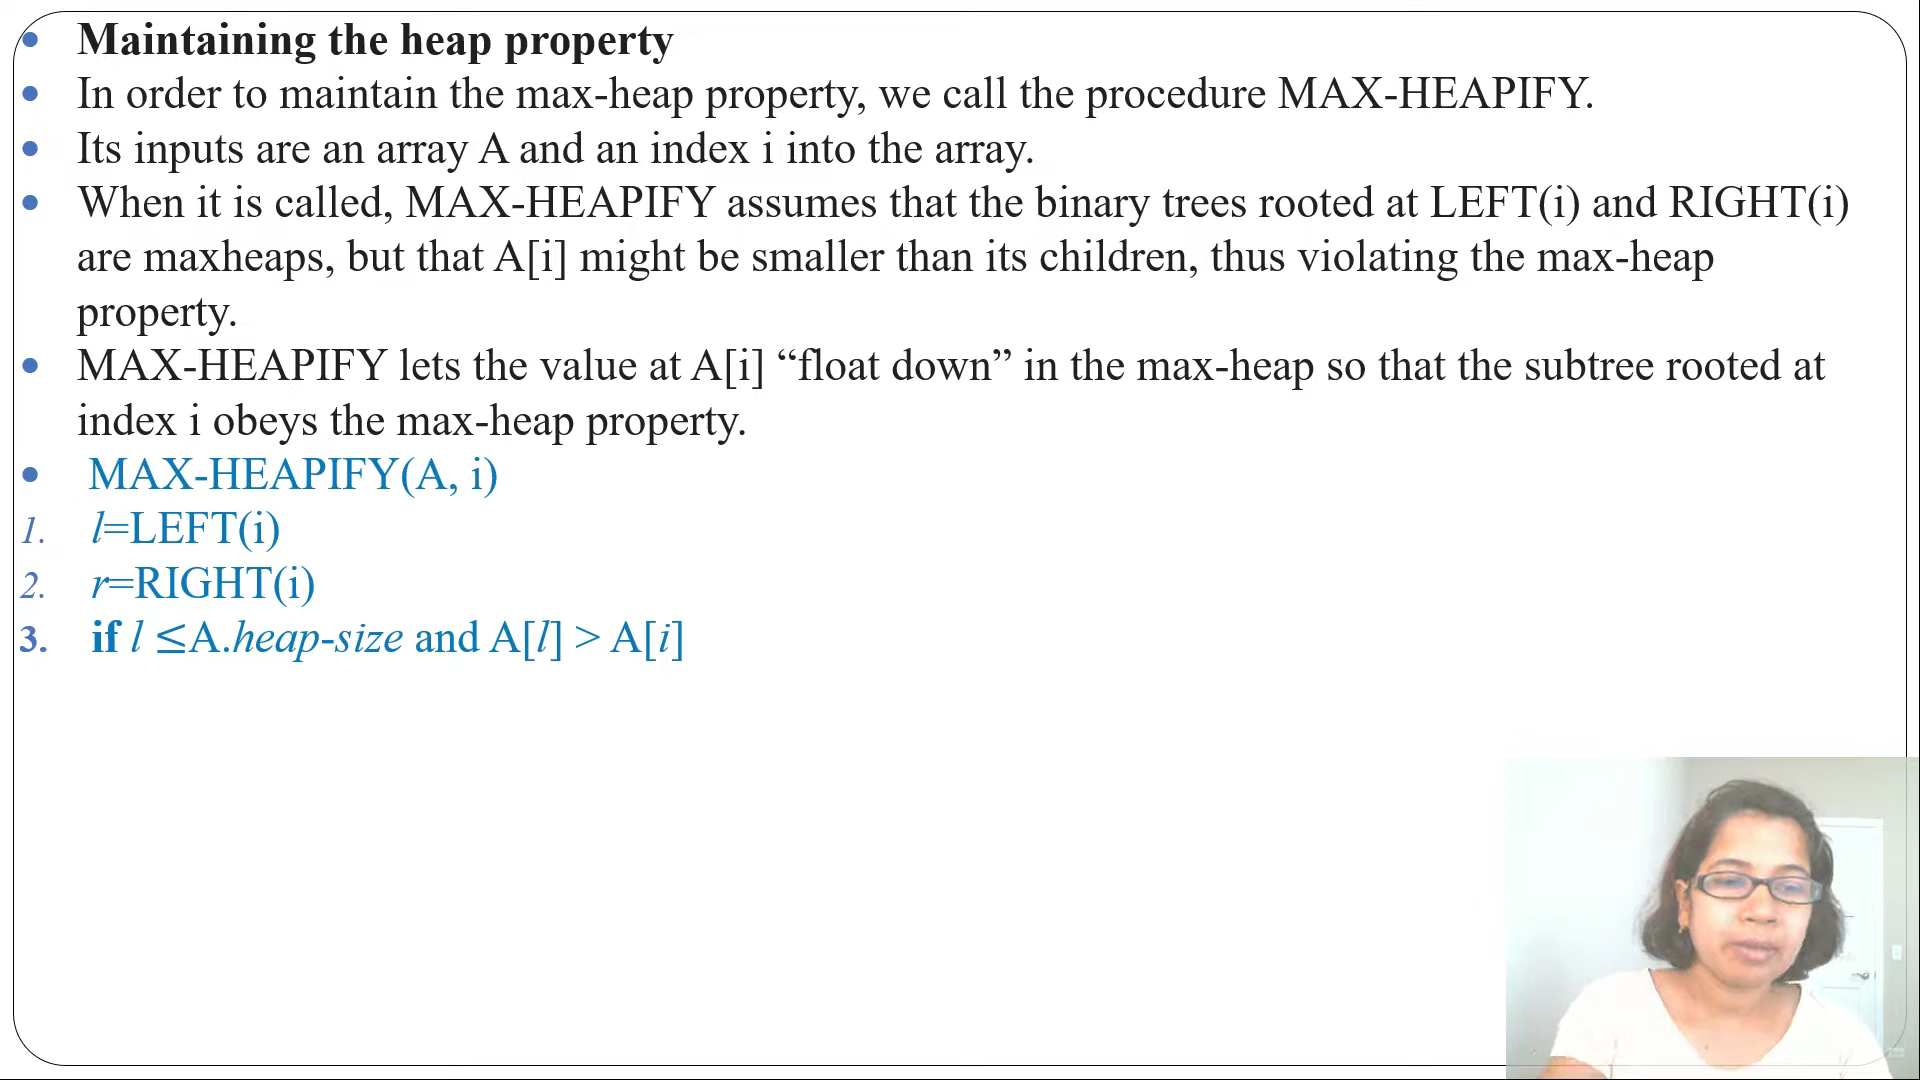 • Maintaining the heap property
• In order to maintain the max-heap property, we call the procedure MAX-HEAPIFY.
• Its inputs are an array A and an index i into the array.
• When it is called, MAX-HEAPIFY assumes that the binary trees rooted at LEFT(i) and RIGHT(i)
are maxheaps, but that A[i] might be smaller than its children, thus violating the max-heap
property.
• MAX-HEAPIFY lets the value at A[i] “float down” in the max-heap so that the subtree rooted at
index i obeys the max-heap property.
• MAX-HEAPIFY(A, i)
1. l=LEFT(i)
2. r=RIGHT(i)
3. if l ≤A.heap-size and A[l] > A[i]